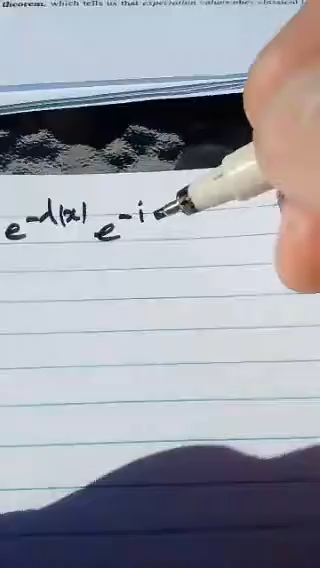 theorem, which tells us that expectation values obey classical
e^-d|x| e^-i